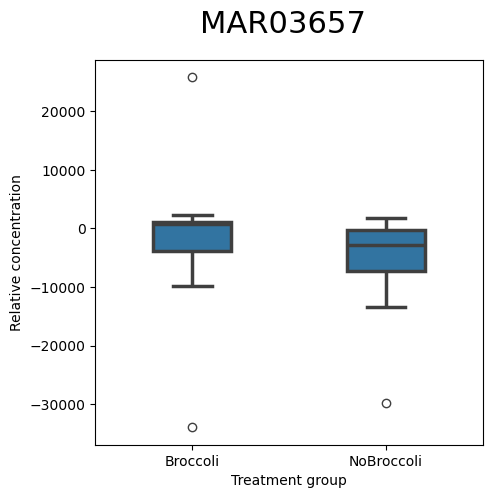 MAR03657
Relative concentration
20000
10000
0
−10000
−20000
−30000
Broccoli
NoBroccoli
Treatment group